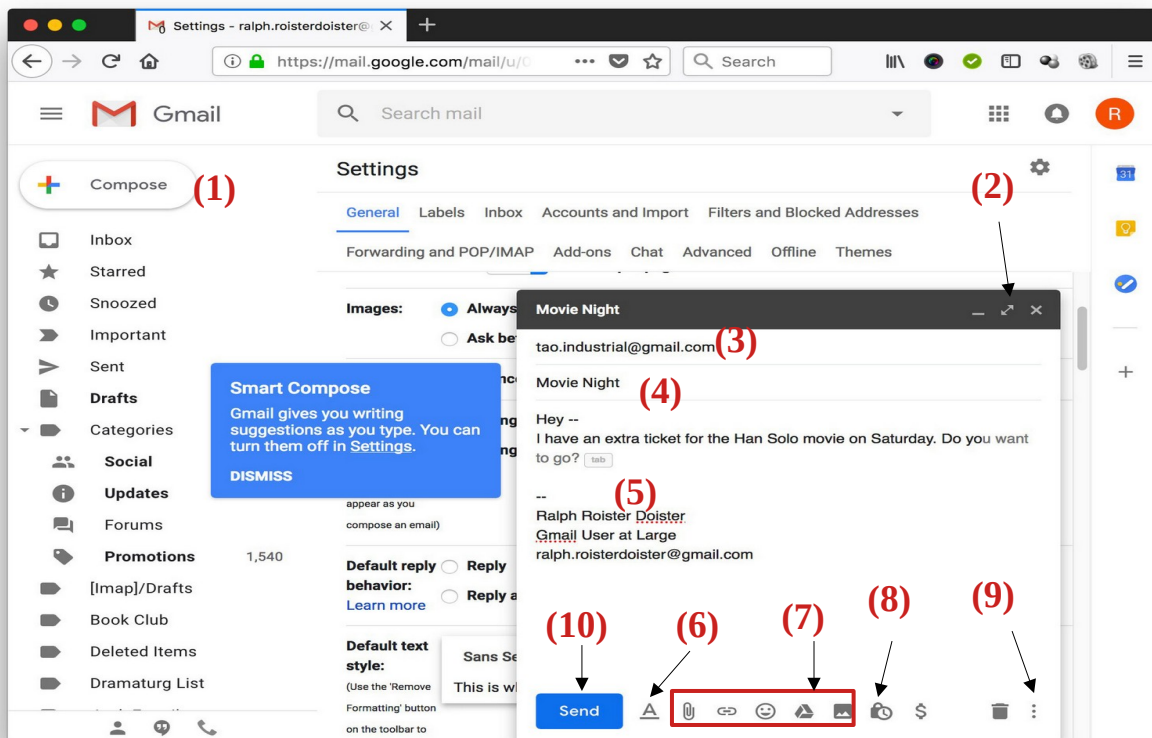 Settings - ralph.roisterdoister@
https://mail.google.com/mail/u/0
Search
Gmail
Search mail
R
Compose
(1)
Settings
(2)
31
General Labels Inbox Accounts and Import Filters and Blocked Addresses
Forwarding and POP/IMAP Add-ons Chat Advanced Offline Themes
Inbox
Starred
Snoozed
Important
Sent
Drafts
Categories
Social
Updates
Forums
Promotions 1,540
[Imap]/Drafts
Book Club
Deleted Items
Dramaturg List
Images: Always
Ask be
Smart Compose
Gmail gives you writing
suggestions as you type. You can
turn them off in Settings.
DISMISS
appear as you
compose an email)
Default reply Reply
behavior:
Learn more Reply a
Default text
style:
(Use the 'Remove
Formatting' button
on the toolbar to
Sans Se
This is w
Movie Night
tao.industrial@gmail.com
(3)
Movie Night
(4)
Hey --
I have an extra ticket for the Han Solo movie on Saturday. Do you want
to go? tab
--
(5)
Ralph Roister Doister
Gmail User at Large
ralph.roisterdoister@gmail.com
(10) (6) (7) (8) (9)
Send A $